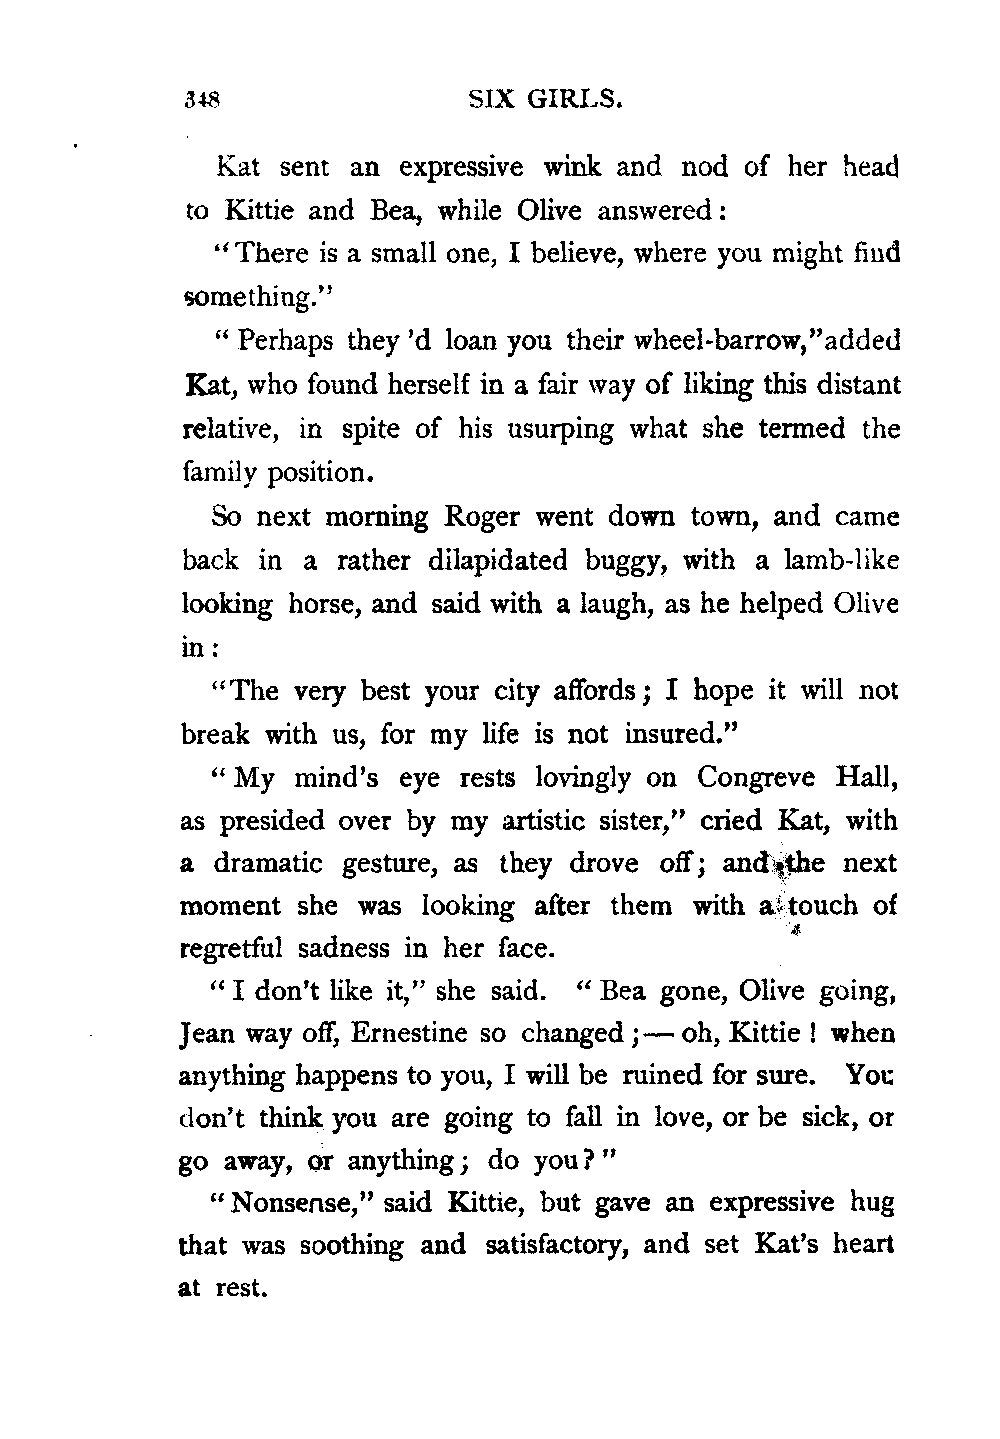 348 SIX GIRLS.
Kat sent an expressive wink and nod of her head
to Kittie and Bea, while Olive answered :
“There is a small one, I believe, where you might find
something.”
“ Perhaps they 'd loan you their wheel-barrow,”added
Kat, who found herself in a fair way of liking this distant
relative, in spite of his usurping what she termed the
family position.
So next morning Roger went down town, and came
back in a rather dilapidated buggy, with a lamb-like
looking horse, and said with a laugh, as he helped Olive
in :
“The very best your city affords ; I hope it will not
break with us, for my life is not insured.”
“ My mind's eye rests lovingly on Congreve Hall,
as presided over by my artistic sister,” cried Kat, with
a dramatic gesture, as they drove off ; and the next
moment she was looking after them with a touch of
regretful sadness in her face.
“ I don't like it,” she said. “ Bea gone, Olive going,
Jean way off, Ernestine so changed ;— oh, Kittie ! when
anything happens to you, I will be ruined for sure. You
don't think you are going to fall in love, or be sick, or
go away, or anything ; do you ? ”
“ Nonsense,” said Kittie, but gave an expressive hug
that was soothing and satisfactory, and set Kat's heart
at rest.